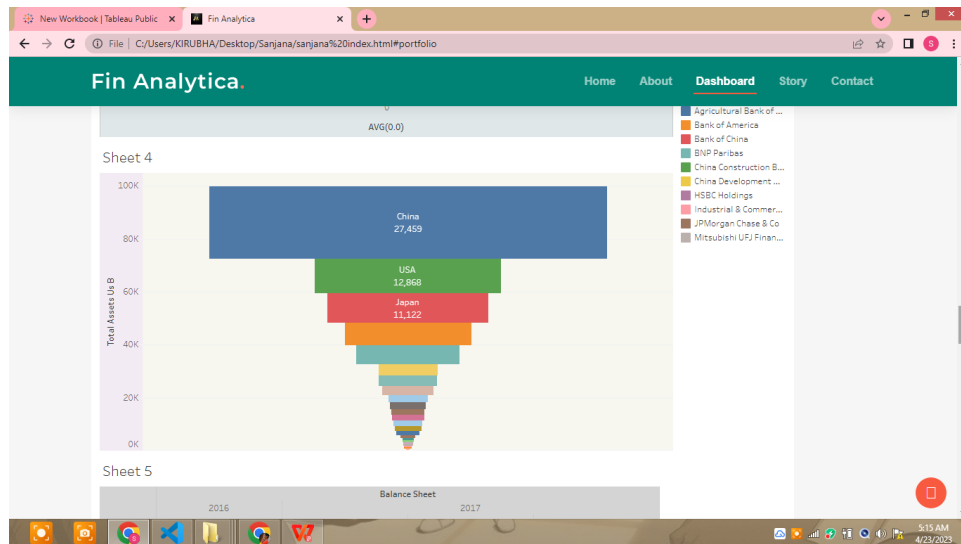 New Workbook | Tableau Public
Fin Analytica
File | C:/Users/KIRUBHA/Desktop/Sanjana/sanjana%20index.html#portfolio
S
Fin Analytica.
Home About Dashboard Story Contact
0
AVG(0.0)
Agricultural Bank of ...
Bank of America
Bank of China
BNP Paribas
China Construction B...
China Development ...
HSBC Holdings
Industrial & Commer...
JPMorgan Chase & Co
Mitsubishi UFJ Finan...
Sheet 4
Total Assets Us B
100K
80K
60K
40K
20K
0K
China
27,459
USA
12,868
Japan
11,122
Sheet 5
Balance Sheet
2016 2017
5:15 AM
4/23/2023